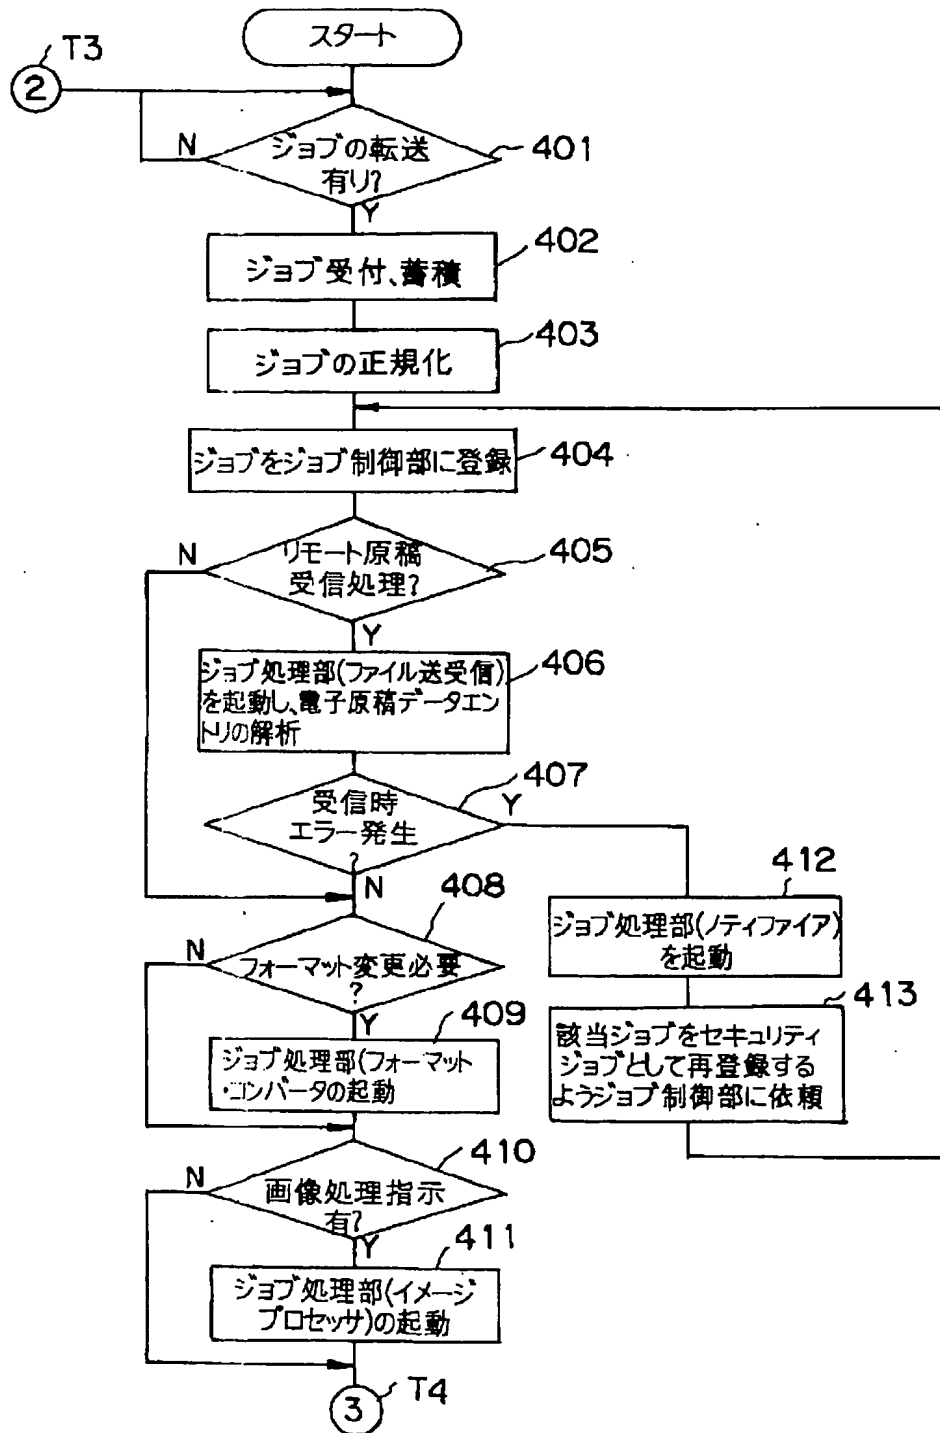 スタート
T3
2
N
ジョブの転送
有り?
401
Y
402
ジョブ受付、蓄積
403
ジョブの正規化
ジョブをジョブ制御部に登録
404
N
リモート原稿
受信処理?
405
Y
ジョブ処理部(ファイル送受信)
を起動し、電子原稿データエン
トリの解析
406
受信時
エラー発生
?
407
Y
N
408
412
ジョブ処理部(ノティファイア)
を起動
N
フォーマット変更必要
?
Y
409
413
ジョブ処理部(フォーマット
・コンバータの起動
該当ジョブをセキュリティ
ジョブとして再登録する
ようジョブ制御部に依頼
410
N
画像処理指示
有?
Y
411
ジョブ処理部(イメージ
プロセッサ)の起動
3
T4